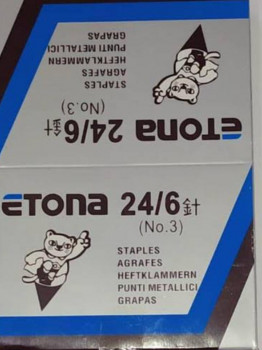 GRAPAS
PUNTI METALLICI
HEFTKLAMMERN
AGRAFES
STAPLES
(No.3)
ETONA 24/6針
ETONA 24/6針
(No.3)
STAPLES
AGRAFES
HEFTKLAMMERN
PUNTI METALLICI
GRAPAS